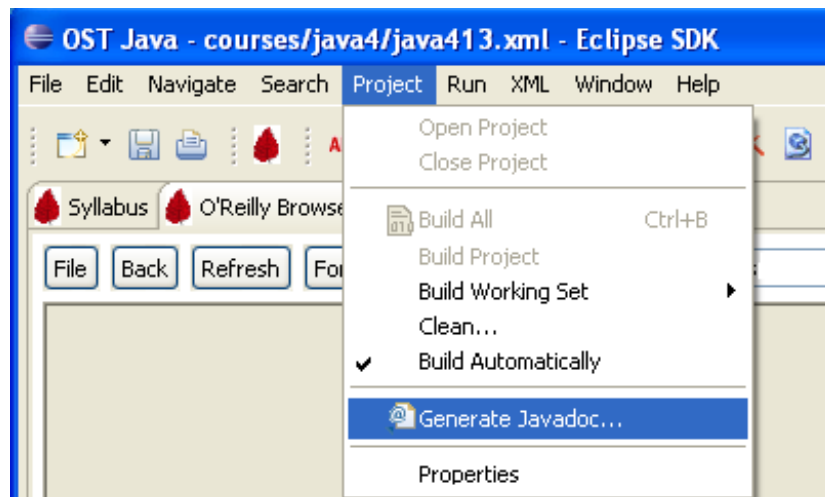 OST Java - courses/java4/java413.xml - Eclipse SDK
File Edit Navigate Search Project Run XML Window Help
Open Project
Close Project
Syllabus O'Reilly Browse
Build All Ctrl+B
File Back Refresh Fo
Build Project
Build Working Set
Clean...
Build Automatically
Generate Javadoc...
Properties